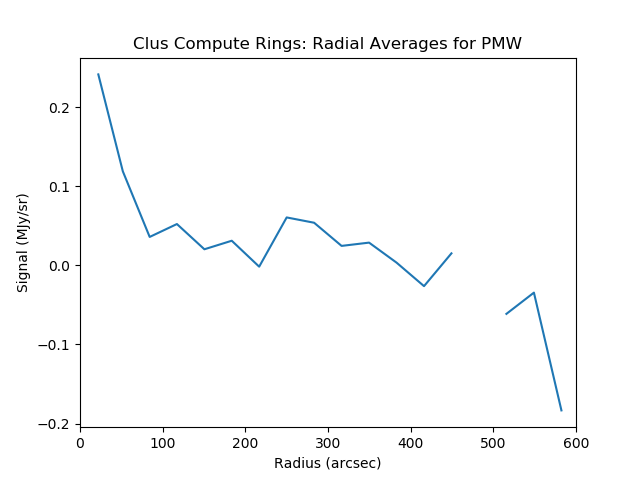 Clus Compute Rings: Radial Averages for PMW
Signal (MJy/sr)
0.2
0.1
0.0
−0.1
−0.2
0 100 200 300 400 500 600
Radius (arcsec)